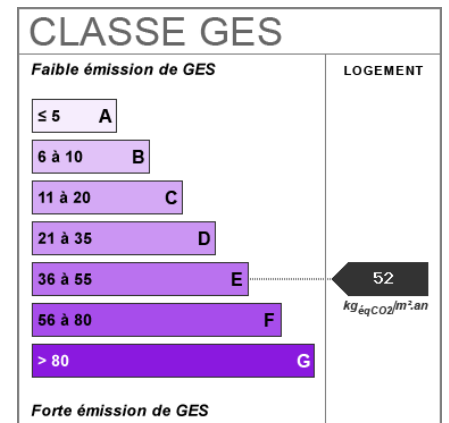 CLASSE GES
Faible émission de GES
LOGEMENT
≤ 5 A
6 à 10 B
11 à 20 C
21 à 35 D
36 à 55 E
52
kgéqCO2/m².an
56 à 80 F
> 80 G
Forte émission de GES